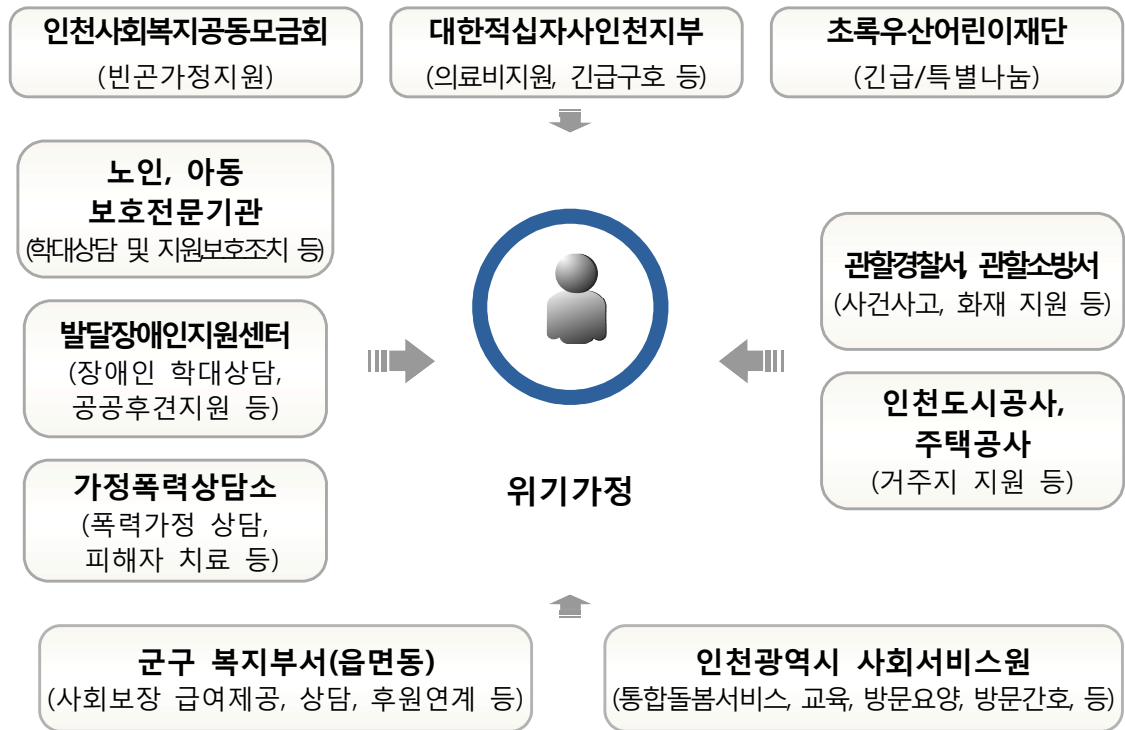 인천사회복지공동모금회
(빈곤가정지원)
대한적십자사인천지부
(의료비지원, 긴급구호 등)
초록우산어린이재단
(긴급/특별나눔)
노인, 아동
보호전문기관
(학대상담 및 지원보호조치 등)
발달장애인지원센터
(장애인 학대상담,
공공후견지원 등)
가정폭력상담소
(폭력가정 상담,
피해자 치료 등)
위기가정
관할경찰서, 관할소방서
(사건사고, 화재 지원 등)
인천도시공사,
주택공사
(거주지 지원 등)
군구 복지부서(읍면동)
(사회보장 급여제공, 상담, 후원연계 등)
인천광역시 사회서비스원
(통합돌봄서비스, 교육, 방문요양, 방문간호, 등)